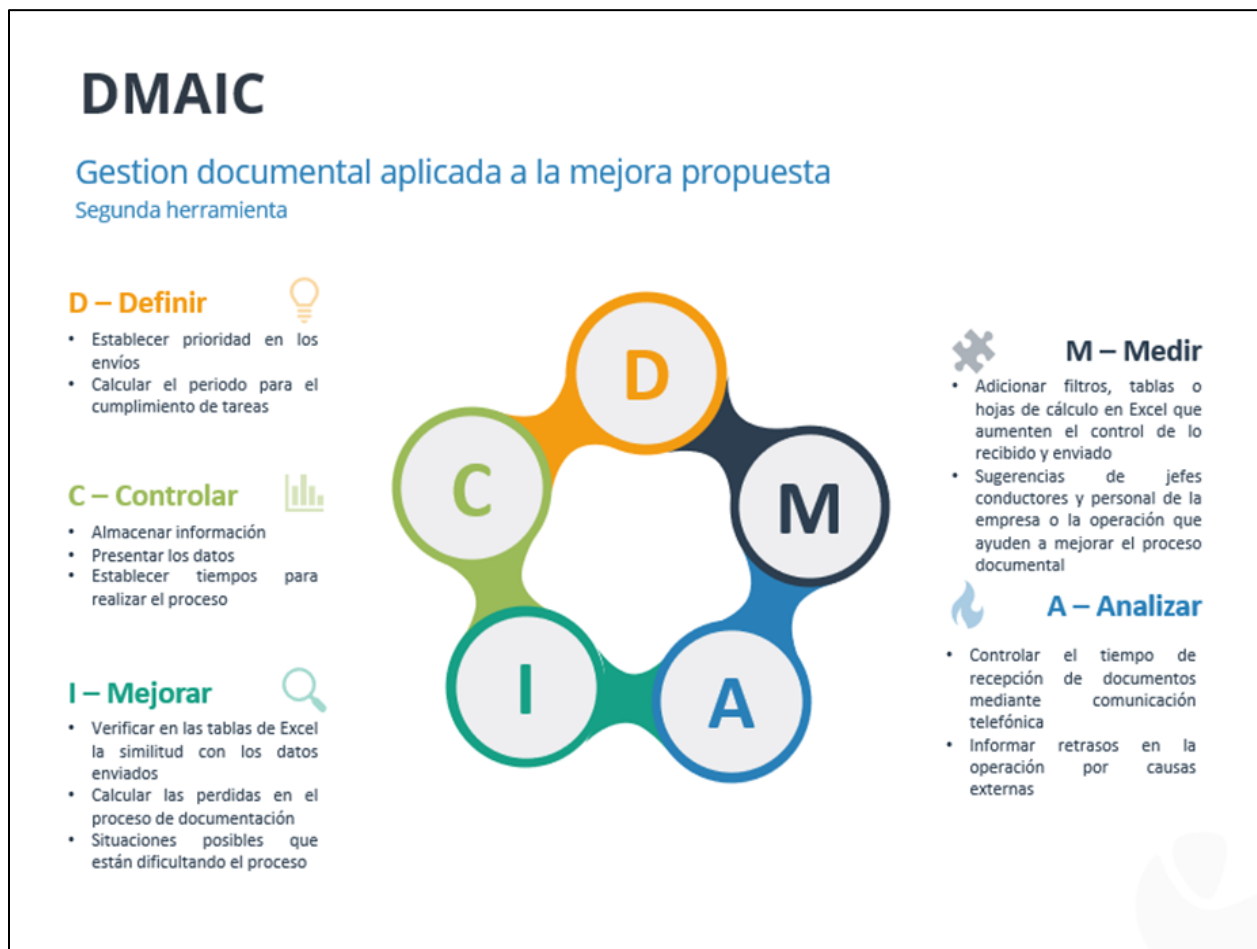 DMAIC
Gestion documental aplicada a la mejora propuesta
Segunda herramienta
D – Definir
• Establecer prioridad en los
envíos
• Calcular el periodo para el
cumplimiento de tareas
C – Controlar
• Almacenar información
• Presentar los datos
• Establecer tiempos para
realizar el proceso
I – Mejorar
• Verificar en las tablas de Excel
la similitud con los datos
enviados
• Calcular las perdidas en el
proceso de documentación
• Situaciones posibles que
están dificultando el proceso
D
C
M
I
A
M – Medir
• Adicionar filtros, tablas o
hojas de cálculo en Excel que
aumenten el control de lo
recibido y enviado
• Sugerencias de jefes
conductores y personal de la
empresa o la operación que
ayuden a mejorar el proceso
documental
A – Analizar
• Controlar el tiempo de
recepción de documentos
mediante comunicación
telefónica
• Informar retrasos en la
operación por causas
externas